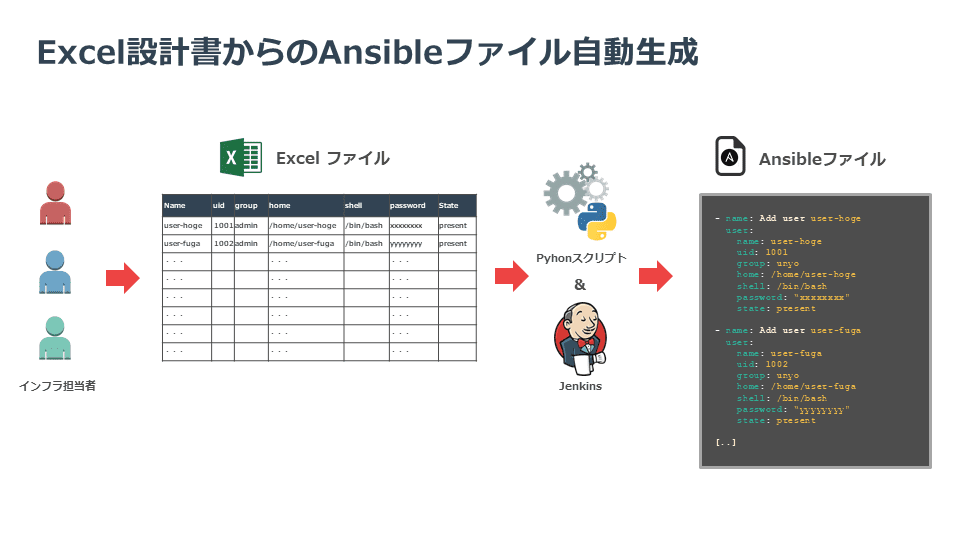 Excel設計書からのAnsibleファイル自動生成
Excel ファイル
Ansibleファイル
インフラ担当者
Name uid group home shell password State
user-hoge 1001 admin /home/user-hoge /bin/bash xxxxxxxx present
user-fuga 1002 admin /home/user-fuga /bin/bash yyyyyyyy present
・・・ ・・・ ・・・
・・・ ・・・ ・・・
・・・ ・・・ ・・・
・・・ ・・・ ・・・
・・・ ・・・ ・・・
・・・ ・・・ ・・・
Pyhonスクリプト
&
Jenkins
- name: Add user user-hoge
user:
name: user-hoge
uid: 1001
group: unyo
home: /home/user-hoge
shell: /bin/bash
password: "xxxxxxxx"
state: present
- name: Add user user-fuga
user:
name: user-fuga
uid: 1002
group: unyo
home: /home/user-fuga
shell: /bin/bash
password: "yyyyyyyy"
state: present
[..]